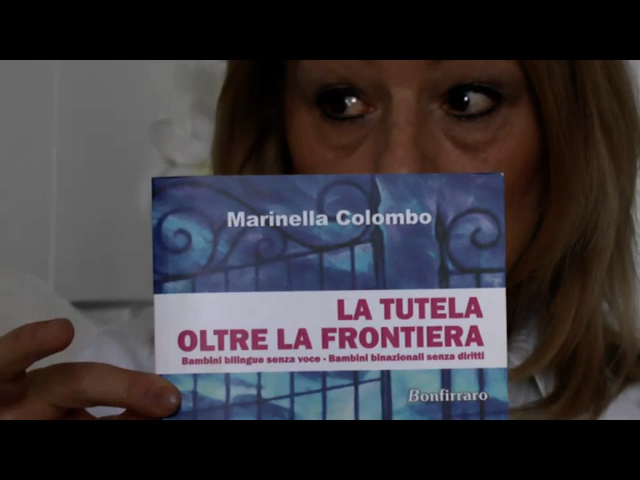 Marinella Colombo
LA TUTELA
OLTRE LA FRONTIERA
Bambini bilingue senza voce - Bambini binazionali senza diritti
Bonfirraro